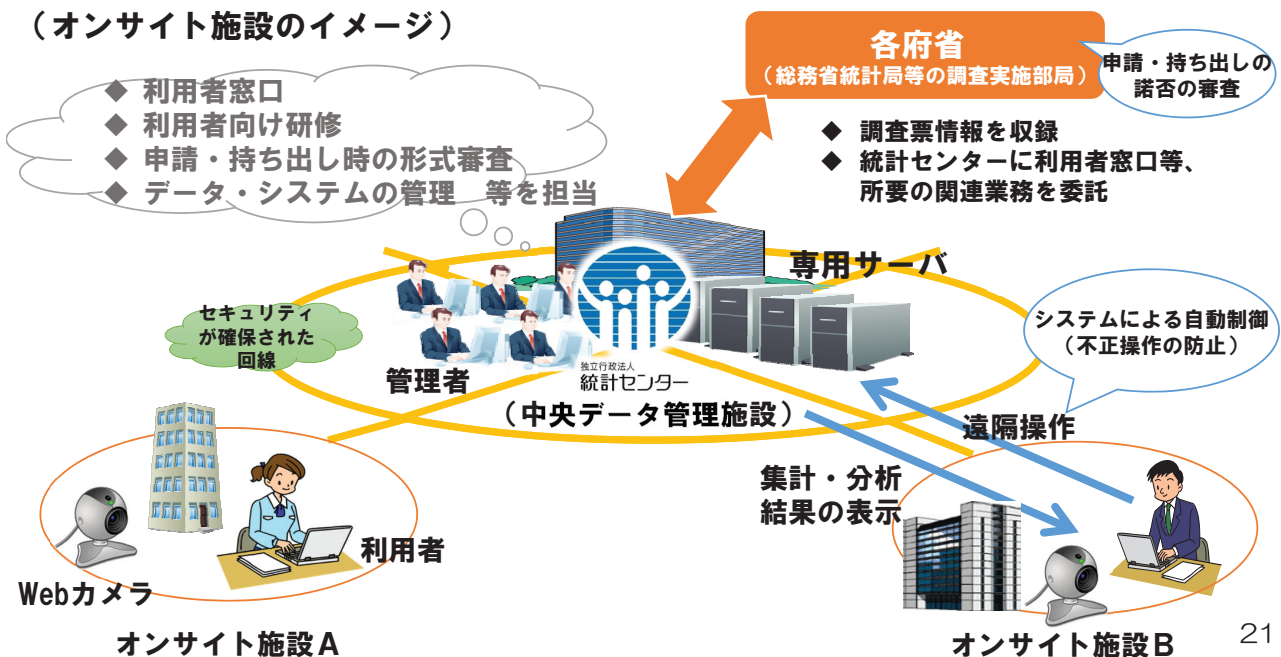 （オンサイト施設のイメージ）
各府省
（総務省統計局等の調査実施部局）
申請・持ち出しの
諾否の審査
◆ 利用者窓口
◆ 利用者向け研修
◆ 申請・持ち出し時の形式審査
◆ データ・システムの管理　等を担当
◆ 調査票情報を収録
◆ 統計センターに利用者窓口等、
所要の関連業務を委託
専用サーバ
セキュリティ
が確保された
回線
システムによる自動制御
（不正操作の防止）
管理者
独立行政法人
統計センター
（中央データ管理施設）
遠隔操作
集計・分析
結果の表示
利用者
Webカメラ
オンサイト施設A
オンサイト施設B
21